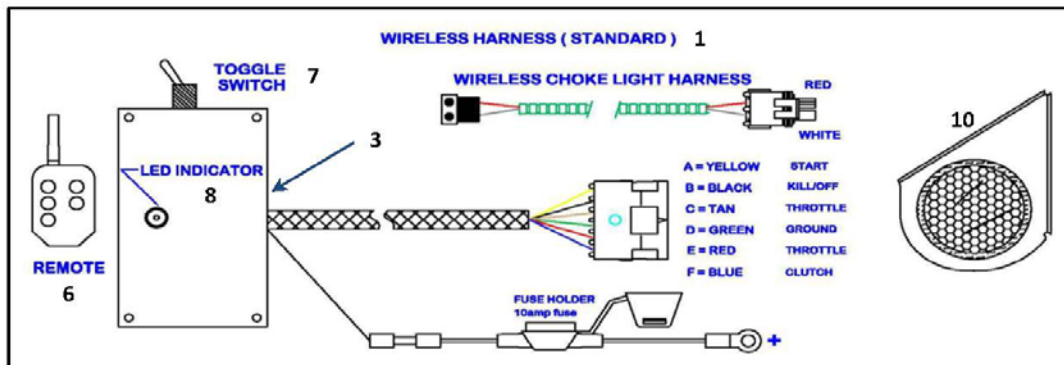 WIRELESS HARNESS ( STANDARD ) 1
TOGGLE
SWITCH 7
WIRELESS CHOKE LIGHT HARNESS
RED
WHITE
10
3
LED INDICATOR
8
A = YELLOW START
B = BLACK KILL/OFF
C = TAN THROTTLE
D = GREEN GROUND
E = RED THROTTLE
F = BLUE CLUTCH
REMOTE
6
FUSE HOLDER
10amp fuse
+